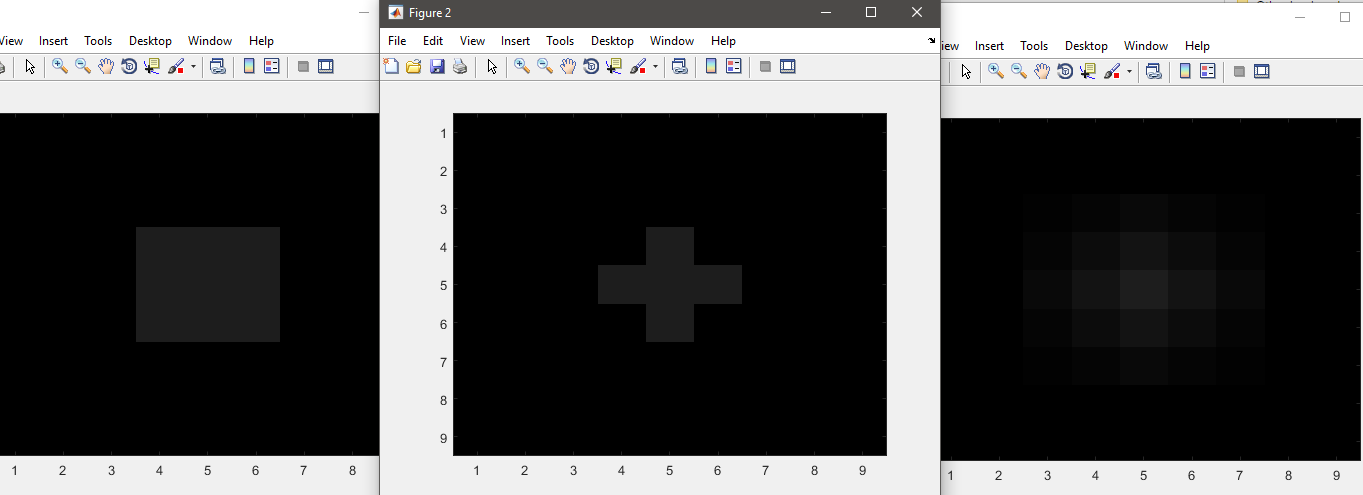 View Insert Tools Desktop Window Help
1 2 3 4 5 6 7 8
Figure 2
File Edit View Insert Tools Desktop Window Help
1
2
3
4
5
6
7
8
9
1 2 3 4 5 6 7 8 9
iew Insert Tools Desktop Window Help
1 2 3 4 5 6 7 8 9